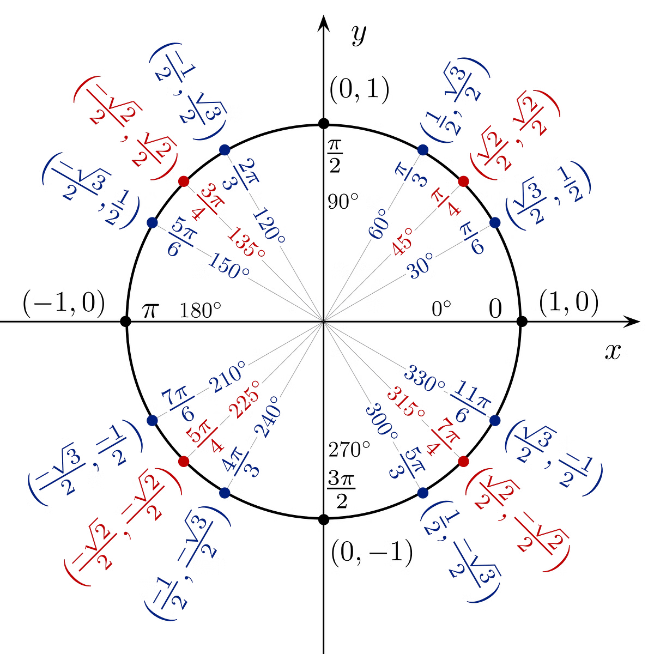 y
(0, 1)
(1/2, √3/2)
(√2/2, √2/2)
(√3/2, 1/2)
(−1/2, √3/2)
(−√2/2, √2/2)
(−√3/2, 1/2)
π/2
90°
π/3
60°
π/4
45°
π/6
30°
2π/3
120°
3π/4
135°
5π/6
150°
(−1, 0)
π
180°
0°
0
(1, 0)
x
7π/6
210°
5π/4
225°
4π/3
240°
270°
3π/2
300°
5π/3
315°
7π/4
330°
11π/6
(−√3/2, −1/2)
(−√2/2, −√2/2)
(−1/2, −√3/2)
(0, −1)
(1/2, −√3/2)
(√2/2, −√2/2)
(√3/2, −1/2)